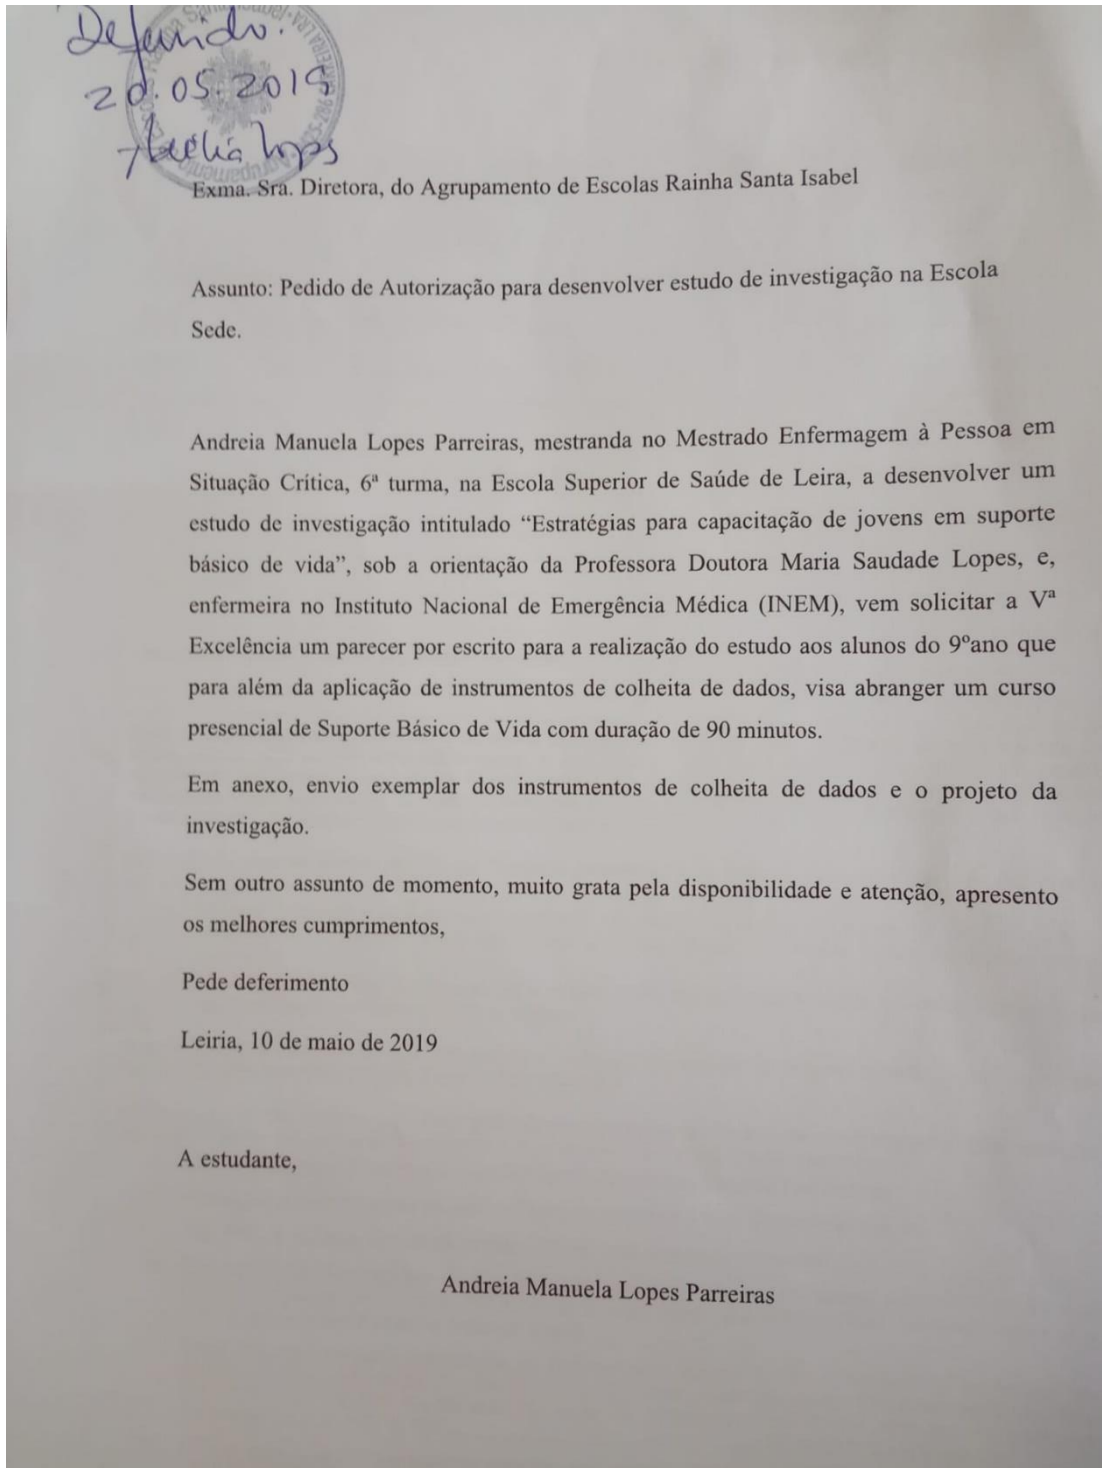 Deferido.
20.05.2019
Lopes
Exma. Sra. Diretora, do Agrupamento de Escolas Rainha Santa Isabel
Assunto: Pedido de Autorização para desenvolver estudo de investigação na Escola
Sede.
Andreia Manuela Lopes Parreiras, mestranda no Mestrado Enfermagem à Pessoa em
Situação Crítica, 6ª turma, na Escola Superior de Saúde de Leira, a desenvolver um
estudo de investigação intitulado “Estratégias para capacitação de jovens em suporte
básico de vida”, sob a orientação da Professora Doutora Maria Saudade Lopes, e,
enfermeira no Instituto Nacional de Emergência Médica (INEM), vem solicitar a Vª
Excelência um parecer por escrito para a realização do estudo aos alunos do 9ºano que
para além da aplicação de instrumentos de colheita de dados, visa abranger um curso
presencial de Suporte Básico de Vida com duração de 90 minutos.
Em anexo, envio exemplar dos instrumentos de colheita de dados e o projeto da
investigação.
Sem outro assunto de momento, muito grata pela disponibilidade e atenção, apresento
os melhores cumprimentos,
Pede deferimento
Leiria, 10 de maio de 2019
A estudante,
Andreia Manuela Lopes Parreiras